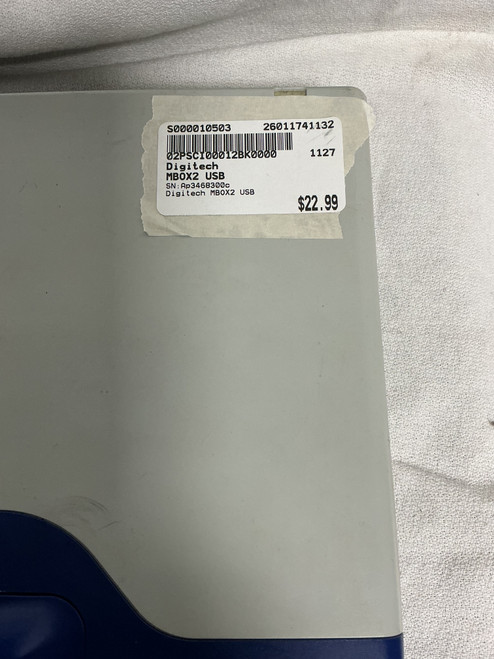 S000010503 26011741132
02PSCI00012BK0000 1127
Digitech
MBOX2 USB
SN:Ap3468300c
Digitech MBOX2 USB
$22.99